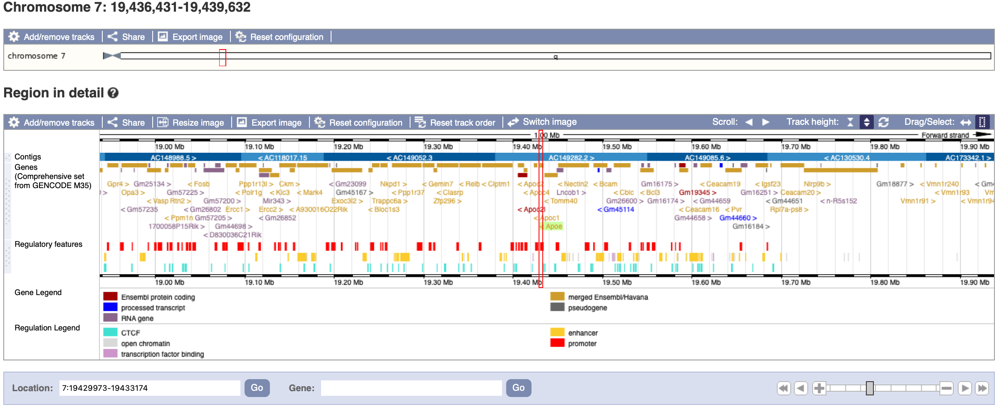 Chromosome 7: 19,436,431-19,439,632
Add/remove tracks Share Export image Reset configuration
chromosome 7 q
Region in detail ?
Add/remove tracks Share Resize image Export image Reset configuration Reset track order Switch image Scroll: Track height: Drag/Select:
1.00 Mb Forward strand
19.00 Mb 19.10 Mb 19.20 Mb 19.30 Mb 19.40 Mb 19.50 Mb 19.60 Mb 19.70 Mb 19.80 Mb 19.90 Mb
Contigs AC148988.5 > < AC118017.15 < AC149052.3 AC149282.2 > AC149085.6 > < AC130530.4 AC173342.1 >
Genes
(Comprehensive set
from GENCODE M35)
Gpr4 > Gm25134 > < Fosb Ppp1r13l > Ckm > < Gm23099 Nkpd1 > < Gemin7 < Relb < Clptm1 < Apoc2 < Nectin2 < Bcam Gm16175 > < Ceacam19 < Igsf23 Nlrp9b > Gm18877 > < Vmn1r240 < Gm4
> Opa3 > Gm57225 > < Polr1g < Klc3 < Mark4 Gm45167 > < Ppp1r37 < Clasrp < Apoc4 Lncob1 > < Cblc < Bcl3 Gm19345 > Gm16251 > Ceacam20 > < Vmn1r93 Vm
< Vasp Rtn2 > Gm57200 > Mir343 > Exoc3l2 > Trappc6a > Zfp296 > < Tomm40 Gm26600 > Gm16174 > < Gm44659 < Gm44651 < n-R5s152 Vmn1r91 > < Vmn1r94
< Gm57235 < Gm26802 Ercc1 > Ercc2 > < A930016O22Rik < Bloc1s3 < Apoc2l < Gm45114 < Ceacam16 < Pvr Rpl7a-ps8 >
< Ppm1n Gm57205 > < Gm26852 < Apoc1 Gm44658 > Gm44660 >
1700058P15Rik > Gm44698 > < Apoe Gm16184 >
< D830036C21Rik
Regulatory features
19.00 Mb 19.10 Mb 19.20 Mb 19.30 Mb 19.40 Mb 19.50 Mb 19.60 Mb 19.70 Mb 19.80 Mb 19.90 Mb
Gene Legend
Ensembl protein coding merged Ensembl/Havana
processed transcript pseudogene
RNA gene
Regulation Legend
CTCF enhancer
open chromatin promoter
transcription factor binding
Location: 7:19429973-19433174 Go Gene: Go